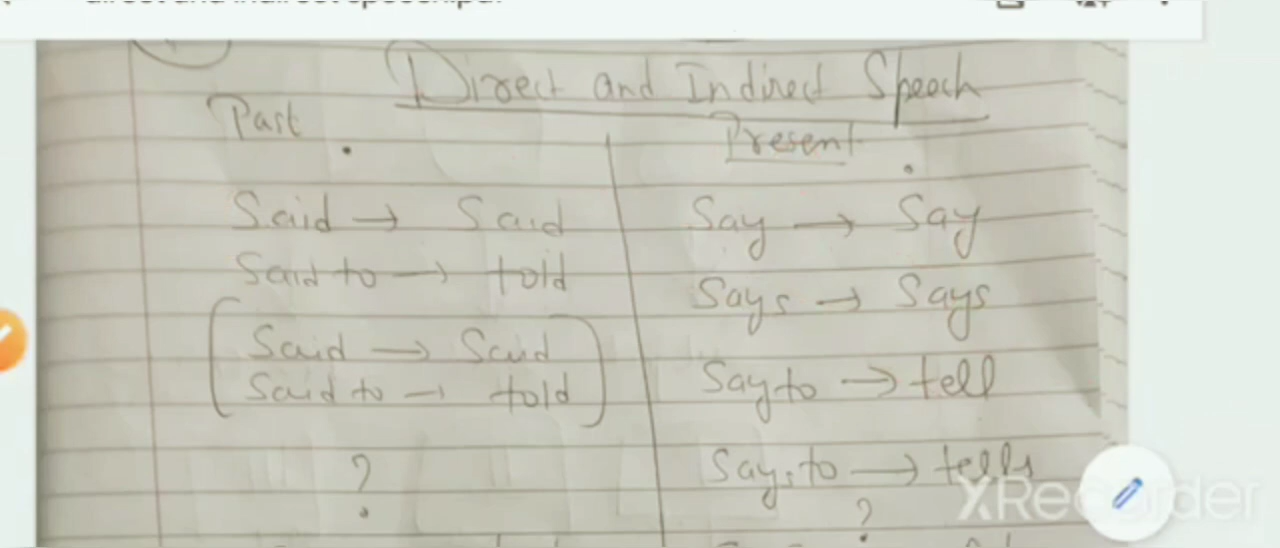 Direct and Indirect Speech
Past
Present
Said → Said
Said to → told
Said → Said
Said to → told
?
Say → Say
Says → Says
Say to → tell
Says to → tells
?
XRecorder